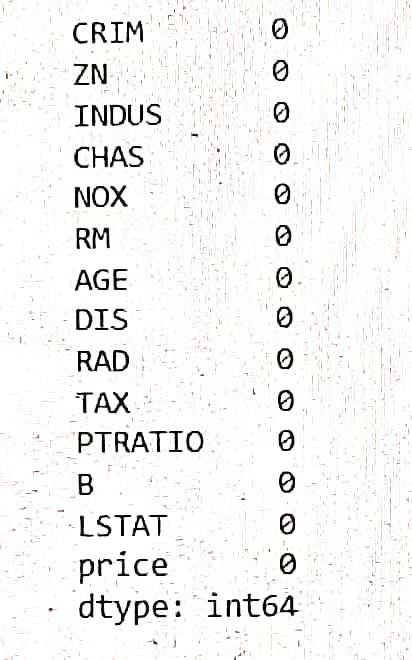 CRIM 0
ZN 0
INDUS 0
CHAS 0
NOX 0
RM 0
AGE 0
DIS 0
RAD 0
TAX 0
PTRATIO 0
B 0
LSTAT 0
price 0
dtype: int64